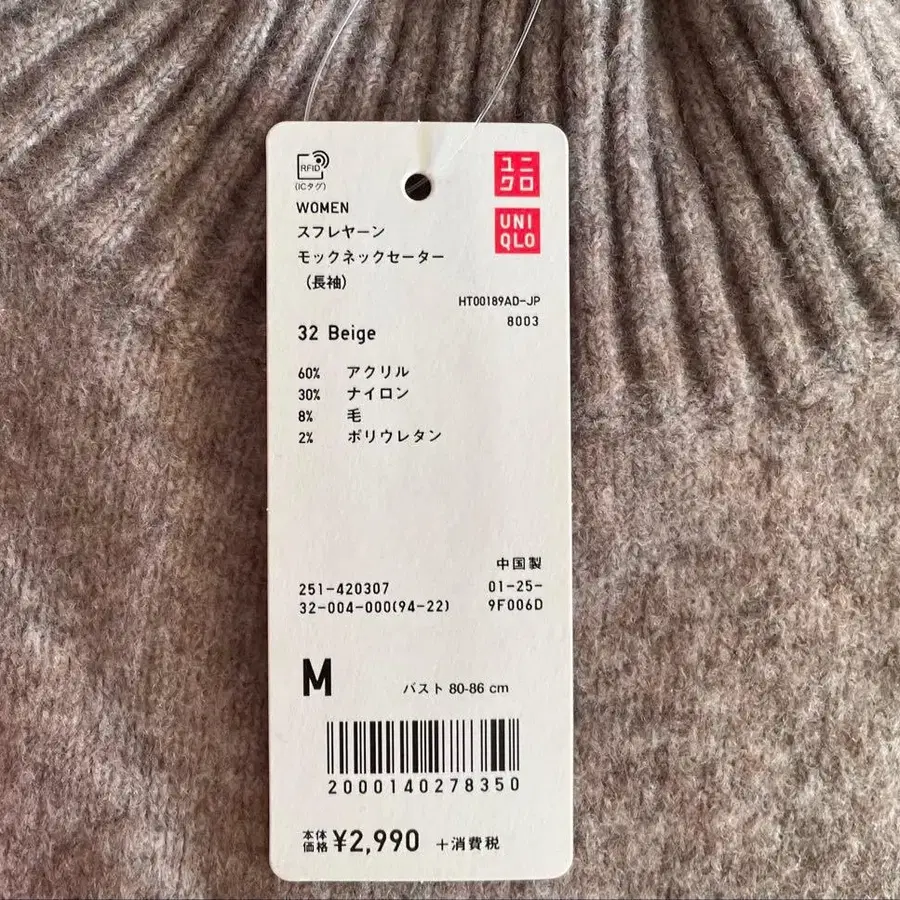 RFID
(ICタグ)
ユニ
クロ
UNI
QLO
WOMEN
スフレヤーン
モックネックセーター
(長袖)
HT00189AD-JP
8003
32 Beige
60% アクリル
30% ナイロン
8% 毛
2% ポリウレタン
中国製
251-420307 01-25-
32-004-000(94-22) 9F006D
M バスト 80-86 cm
2000140278350
本体
価格 ¥2,990 +消費税